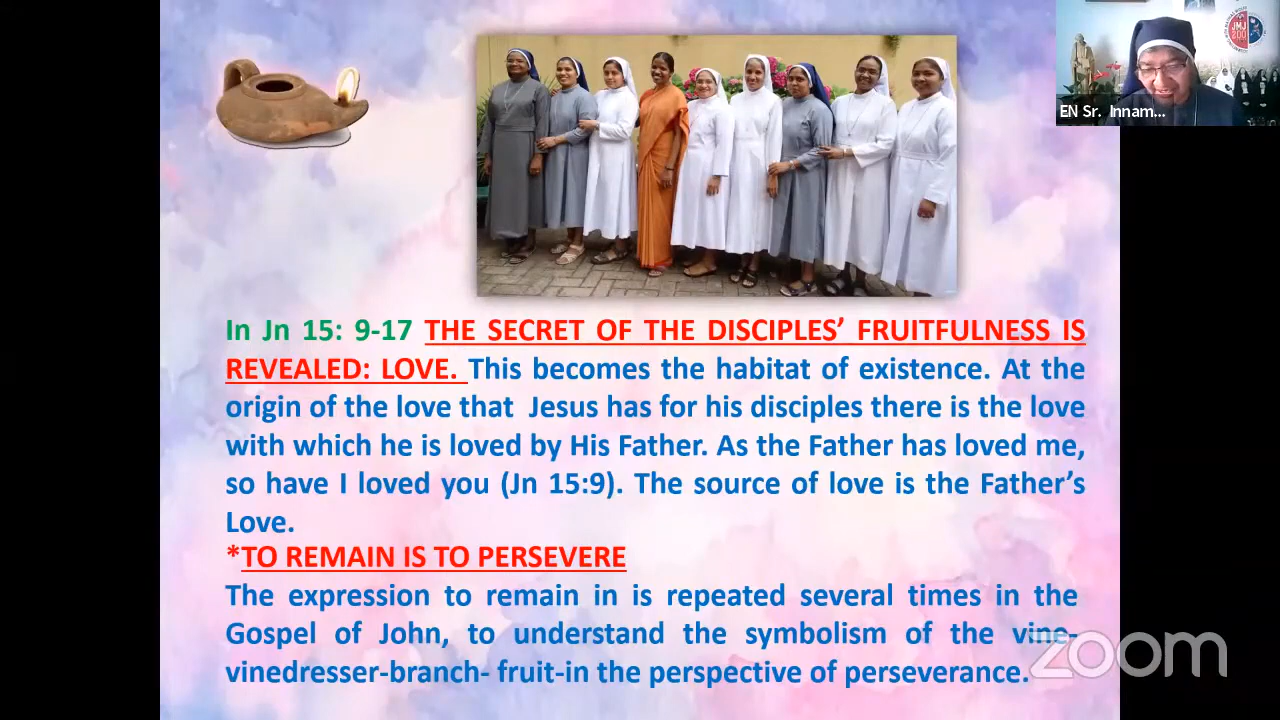 JMJ
EN Sr. Innam...
In Jn 15: 9-17 THE SECRET OF THE DISCIPLES’ FRUITFULNESS IS
REVEALED: LOVE. This becomes the habitat of existence. At the
origin of the love that Jesus has for his disciples there is the love
with which he is loved by His Father. As the Father has loved me,
so have I loved you (Jn 15:9). The source of love is the Father’s
Love.
*TO REMAIN IS TO PERSEVERE
The expression to remain in is repeated several times in the
Gospel of John, to understand the symbolism of the vine-
vinedresser-branch- fruit-in the perspective of perseverance.
zoom